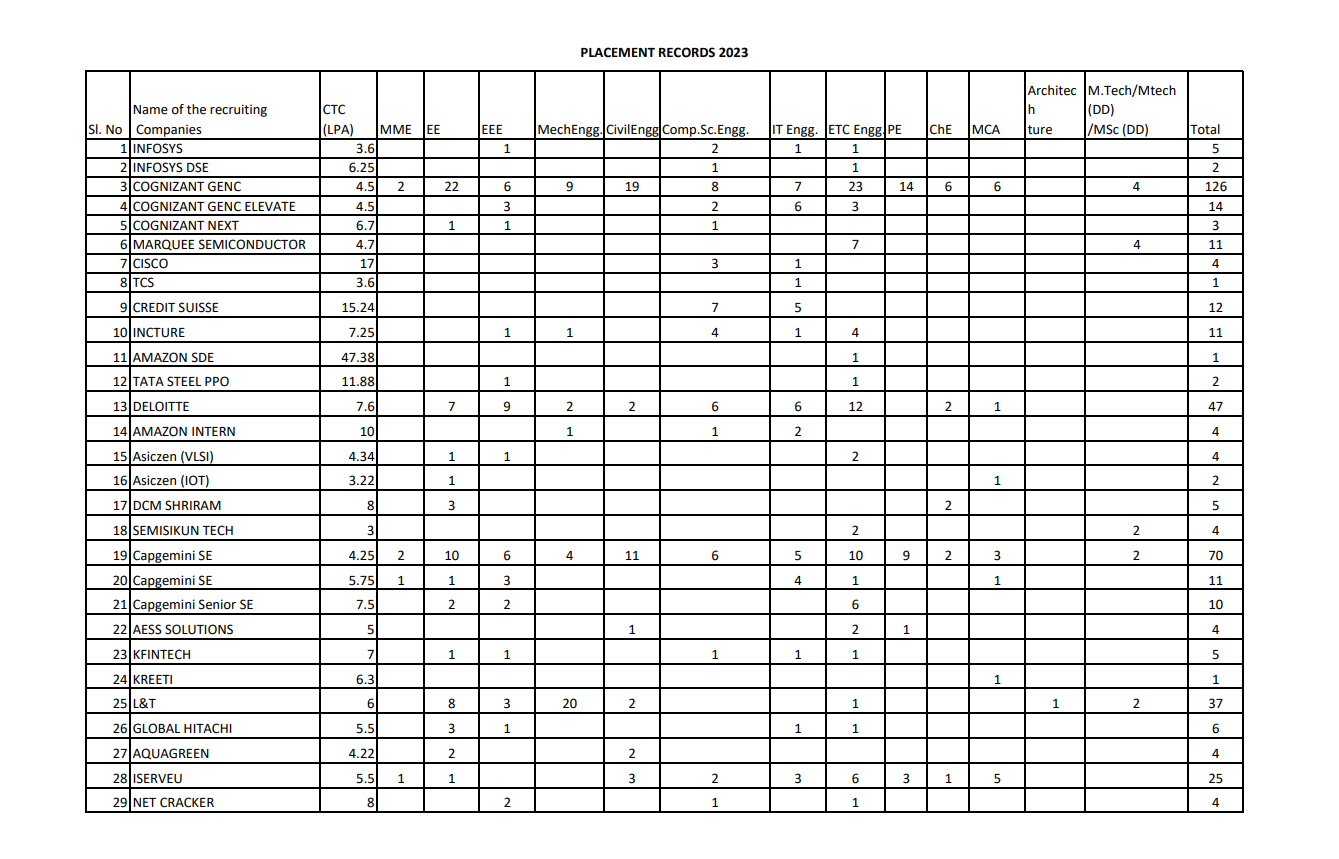 PLACEMENT RECORDS 2023
Sl. No Name of the recruiting Companies CTC (LPA) MME EE EEE MechEngg. CivilEngg Comp.Sc.Engg. IT Engg. ETC Engg. PE ChE MCA Architec h ture M.Tech/Mtech (DD) /MSc (DD) Total
1 INFOSYS 3.6 1 2 1 1 5
2 INFOSYS DSE 6.25 1 1 2
3 COGNIZANT GENC 4.5 2 22 6 9 19 8 7 23 14 6 6 4 126
4 COGNIZANT GENC ELEVATE 4.5 3 2 6 3 14
5 COGNIZANT NEXT 6.7 1 1 1 3
6 MARQUEE SEMICONDUCTOR 4.7 7 4 11
7 CISCO 17 3 1 4
8 TCS 3.6 1 1
9 CREDIT SUISSE 15.24 7 5 12
10 INCTURE 7.25 1 1 4 1 4 11
11 AMAZON SDE 47.38 1 1
12 TATA STEEL PPO 11.88 1 1 2
13 DELOITTE 7.6 7 9 2 2 6 6 12 2 1 47
14 AMAZON INTERN 10 1 1 2 4
15 Asiczen (VLSI) 4.34 1 1 2 4
16 Asiczen (IOT) 3.22 1 1 2
17 DCM SHRIRAM 8 3 2 5
18 SEMISIKUN TECH 3 2 2 4
19 Capgemini SE 4.25 2 10 6 4 11 6 5 10 9 2 3 2 70
20 Capgemini SE 5.75 1 1 3 4 1 1 11
21 Capgemini Senior SE 7.5 2 2 6 10
22 AESS SOLUTIONS 5 1 2 1 4
23 KFINTECH 7 1 1 1 1 1 5
24 KREETI 6.3 1 1
25 L&T 6 8 3 20 2 1 1 2 37
26 GLOBAL HITACHI 5.5 3 1 1 1 6
27 AQUAGREEN 4.22 2 2 4
28 ISERVEU 5.5 1 1 3 2 3 6 3 1 5 25
29 NET CRACKER 8 2 1 1 4